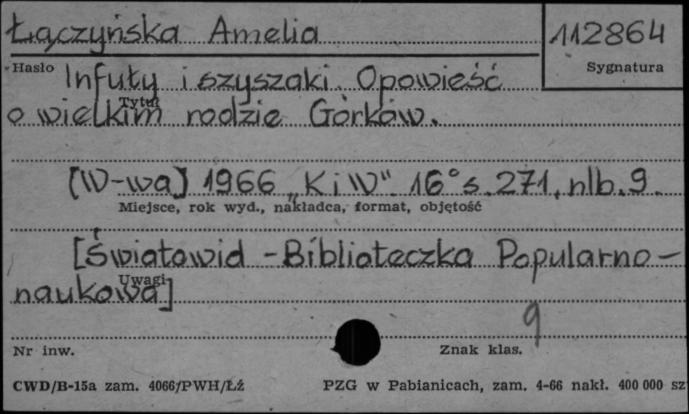 Łączyńska Amelia
112864
Hasło
Sygnatura
Infuły i szyszaki. Opowieść
Tytuł
o wielkim rodzie Górków.
[W-wa] 1966 „KiW" 16° s. 271, nlb. 9.
Miejsce, rok wyd., nakładca, format, objętość
[Światowid - Biblioteczka Popularno-
Uwagi
naukowa]
9
Nr inw.
Znak klas.
CWD/B-15a zam. 4066/PWH/Łź
PZG w Pabianicach, zam. 4-66 nakł. 400 000 sz